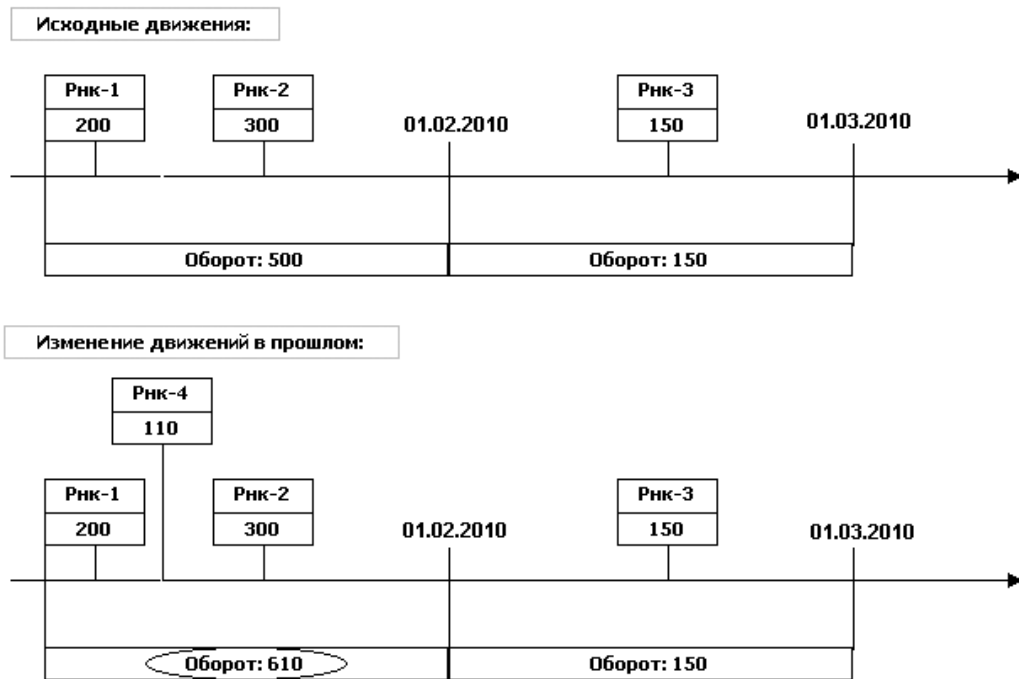 Исходные движения:
Рнк-1 Рнк-2 Рнк-3
200 300 01.02.2010 150 01.03.2010
Оборот: 500 Оборот: 150
Изменение движений в прошлом:
Рнк-4
110
Рнк-1 Рнк-2 Рнк-3
200 300 01.02.2010 150 01.03.2010
Оборот: 610 Оборот: 150